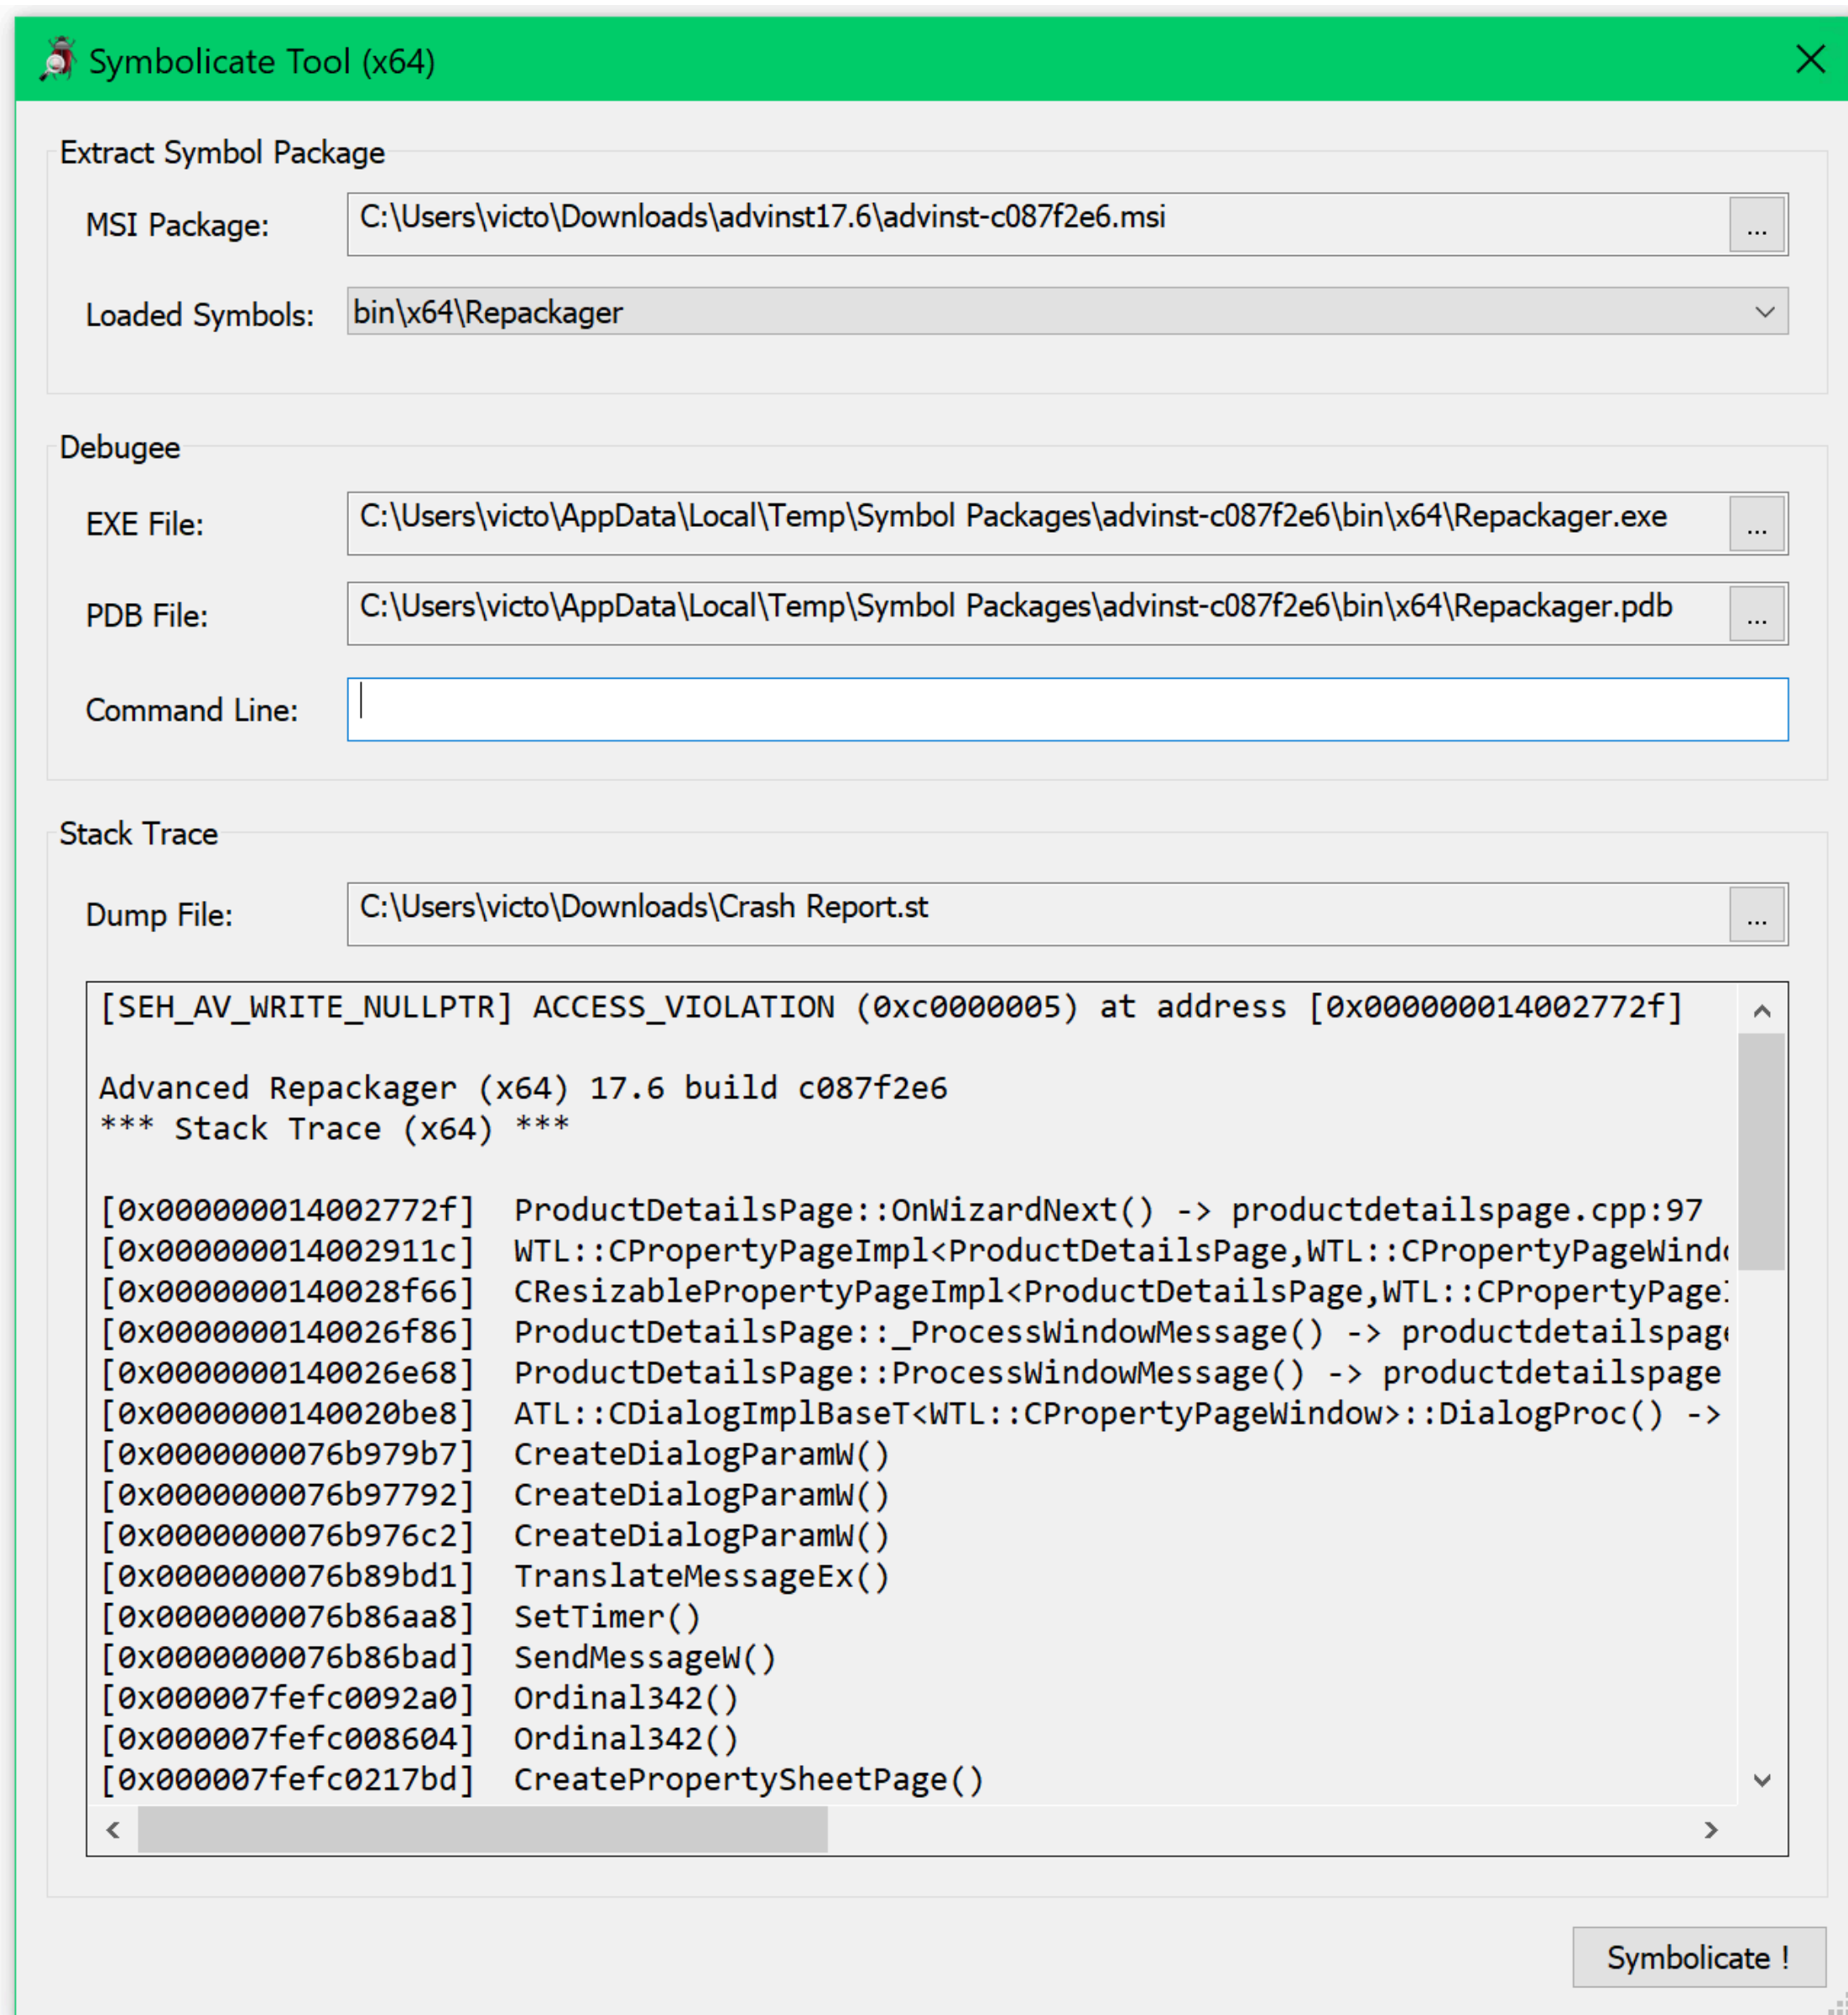 Symbolicate Tool (x64)
Extract Symbol Package
MSI Package: C:\Users\victo\Downloads\advinst17.6\advinst-c087f2e6.msi ...
Loaded Symbols: bin\x64\Repackager
Debugee
EXE File: C:\Users\victo\AppData\Local\Temp\Symbol Packages\advinst-c087f2e6\bin\x64\Repackager.exe ...
PDB File: C:\Users\victo\AppData\Local\Temp\Symbol Packages\advinst-c087f2e6\bin\x64\Repackager.pdb ...
Command Line:
Stack Trace
Dump File: C:\Users\victo\Downloads\Crash Report.st ...
[SEH_AV_WRITE_NULLPTR] ACCESS_VIOLATION (0xc0000005) at address [0x000000014002772f]
Advanced Repackager (x64) 17.6 build c087f2e6
*** Stack Trace (x64) ***
[0x000000014002772f] ProductDetailsPage::OnWizardNext() -> productdetailspage.cpp:97
[0x000000014002911c] WTL::CPropertyPageImpl<ProductDetailsPage,WTL::CPropertyPageWind
[0x0000000140028f66] CResizablePropertyPageImpl<ProductDetailsPage,WTL::CPropertyPage
[0x0000000140026f86] ProductDetailsPage::_ProcessWindowMessage() -> productdetailspag
[0x0000000140026e68] ProductDetailsPage::ProcessWindowMessage() -> productdetailspage
[0x0000000140020be8] ATL::CDialogImplBaseT<WTL::CPropertyPageWindow>::DialogProc() ->
[0x0000000076b979b7] CreateDialogParamW()
[0x0000000076b97792] CreateDialogParamW()
[0x0000000076b976c2] CreateDialogParamW()
[0x0000000076b89bd1] TranslateMessageEx()
[0x0000000076b86aa8] SetTimer()
[0x0000000076b86bad] SendMessageW()
[0x000007fefc0092a0] Ordinal342()
[0x000007fefc008604] Ordinal342()
[0x000007fefc0217bd] CreatePropertySheetPage()
Symbolicate !